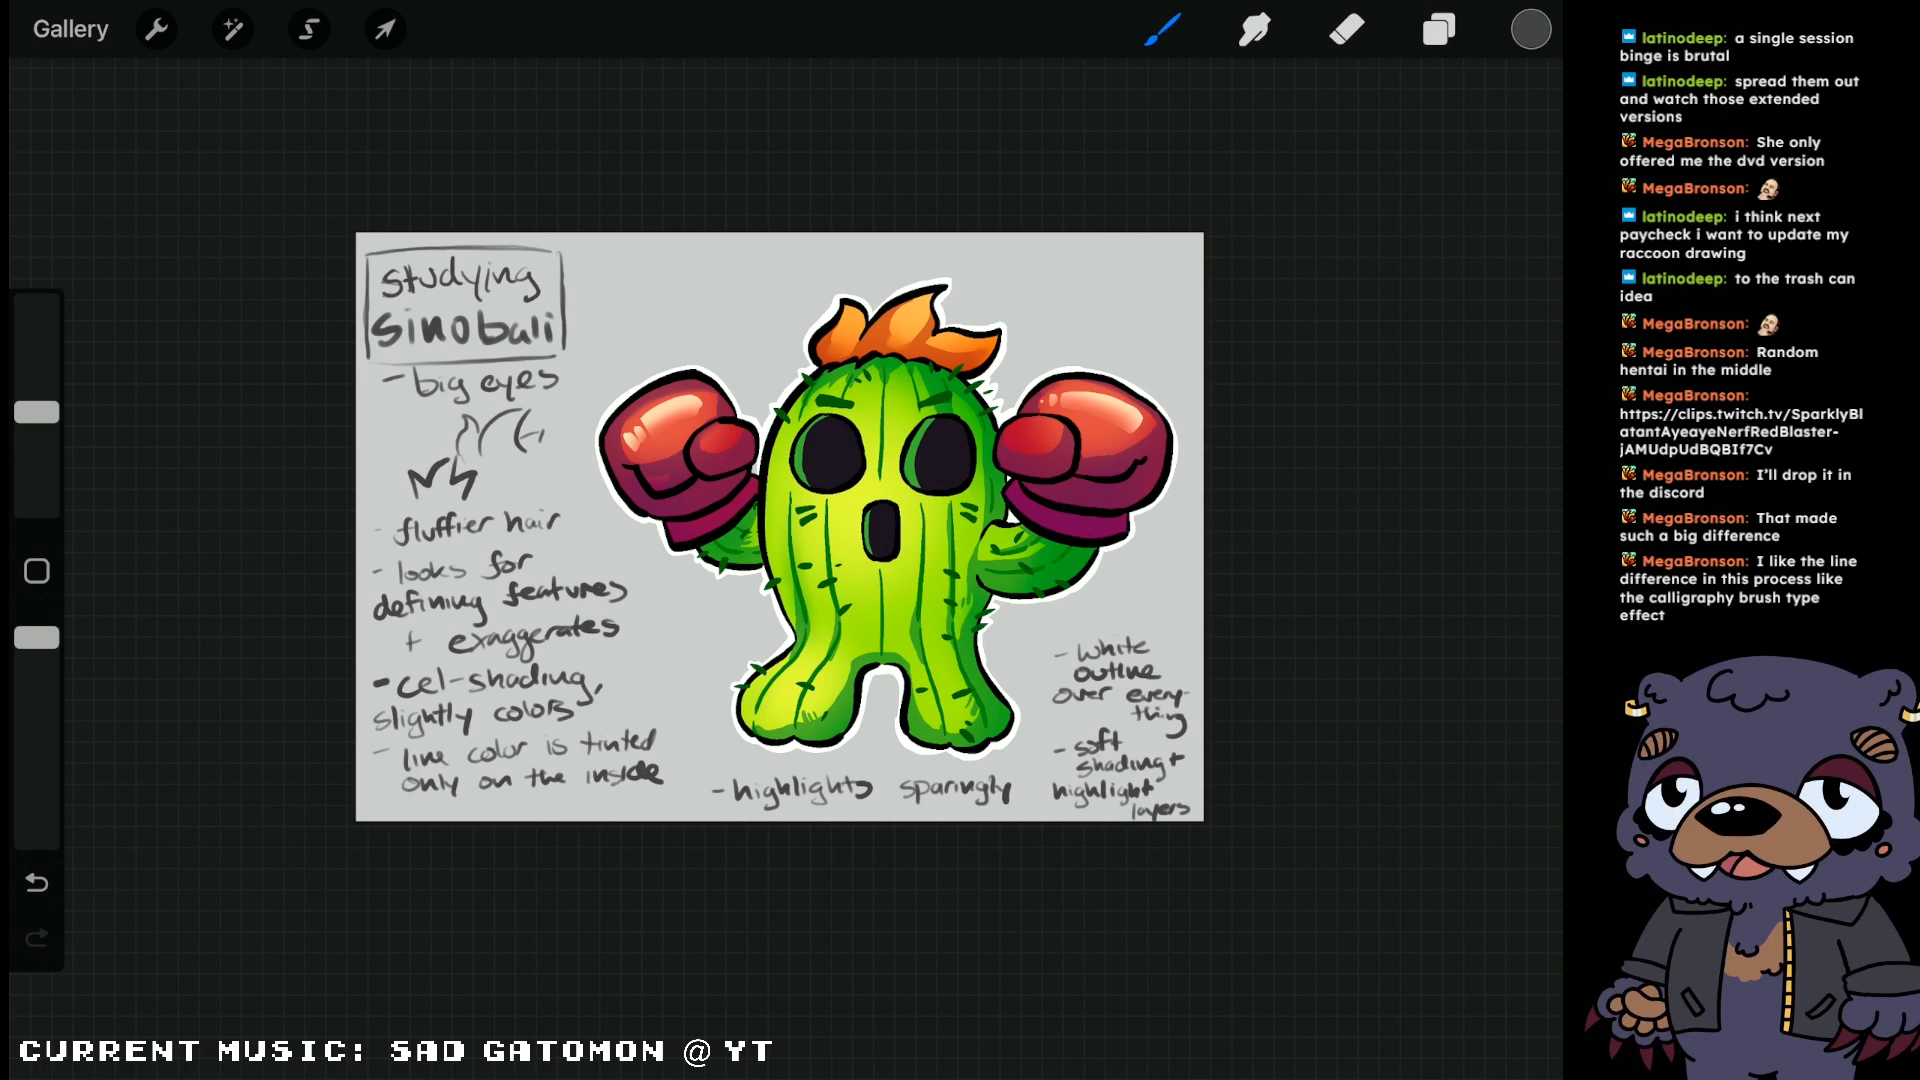 Gallery
studying
sinobali
- big eyes
- fluffier hair
- looks for
defining features
+ exaggerates
- cel-shading,
slightly colors
- line color is tinted
only on the inside
- highlights sparingly
- white
outline
over every-
thing
- soft
shading +
highlight
layers
latinodeep: a single session
binge is brutal
latinodeep: spread them out
and watch those extended
versions
MegaBronson: She only
offered me the dvd version
MegaBronson:
latinodeep: i think next
paycheck i want to update my
raccoon drawing
latinodeep: to the trash can
idea
MegaBronson:
MegaBronson: Random
hentai in the middle
MegaBronson:
https://clips.twitch.tv/SparklyBl
atantAyeayeNerfRedBlaster-
jAMUdpUdBQBIf7Cv
MegaBronson: I'll drop it in
the discord
MegaBronson: That made
such a big difference
MegaBronson: I like the line
difference in this process like
the calligraphy brush type
effect
CURRENT MUSIC: SAD GATOMON @ YT